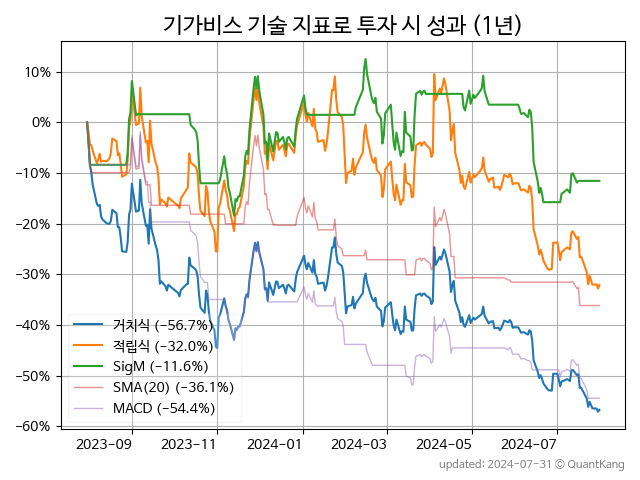 기가비스 기술 지표로 투자 시 성과 (1년)
10%
0%
−10%
−20%
−30%
−40%
−50%
−60%
거치식 (−56.7%)
적립식 (−32.0%)
SigM (−11.6%)
SMA(20) (−36.1%)
MACD (−54.4%)
2023-09 2023-11 2024-01 2024-03 2024-05 2024-07
updated: 2024-07-31 © QuantKang